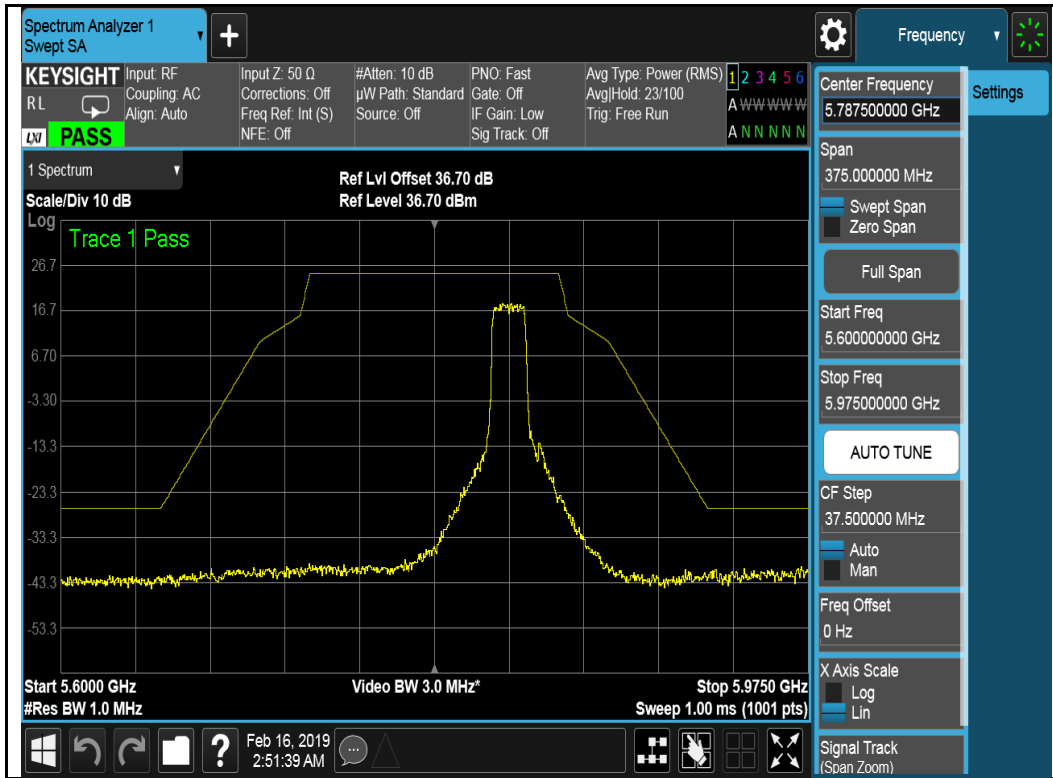 Spectrum Analyzer 1
Swept SA
+
Frequency
KEYSIGHT
R L
LXI
PASS
Input: RF
Coupling: AC
Align: Auto
Input Z: 50 Ω
Corrections: Off
Freq Ref: Int (S)
NFE: Off
#Atten: 10 dB
µW Path: Standard
Source: Off
PNO: Fast
Gate: Off
IF Gain: Low
Sig Track: Off
Avg Type: Power (RMS)
Avg|Hold: 23/100
Trig: Free Run
1 2 3 4 5 6
A W W W W W
A N N N N N
1 Spectrum
Scale/Div 10 dB
Ref Lvl Offset 36.70 dB
Ref Level 36.70 dBm
Log
Trace 1 Pass
26.7
16.7
6.70
-3.30
-13.3
-23.3
-33.3
-43.3
-53.3
Start 5.6000 GHz
Video BW 3.0 MHz*
Stop 5.9750 GHz
#Res BW 1.0 MHz
Sweep 1.00 ms (1001 pts)
?
Feb 16, 2019
2:51:39 AM
Center Frequency
5.787500000 GHz
Settings
Span
375.000000 MHz
Swept Span
Zero Span
Full Span
Start Freq
5.600000000 GHz
Stop Freq
5.975000000 GHz
AUTO TUNE
CF Step
37.500000 MHz
Auto
Man
Freq Offset
0 Hz
X Axis Scale
Log
Lin
Signal Track
(Span Zoom)